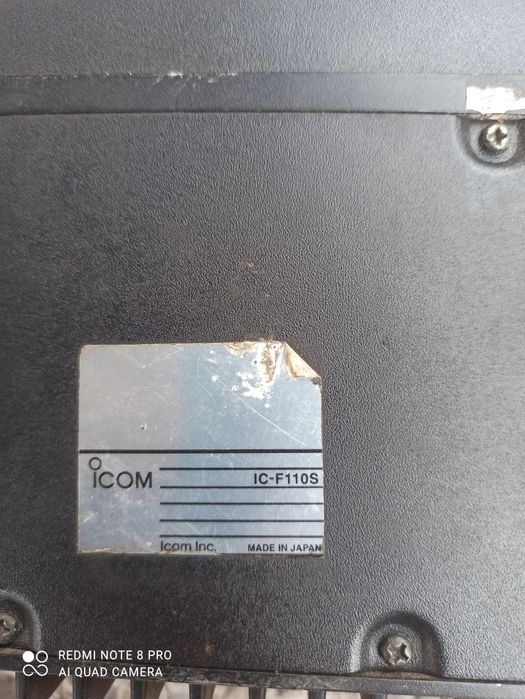 ICOM IC-F110S
Icom Inc. MADE IN JAPAN
REDMI NOTE 8 PRO
AI QUAD CAMERA